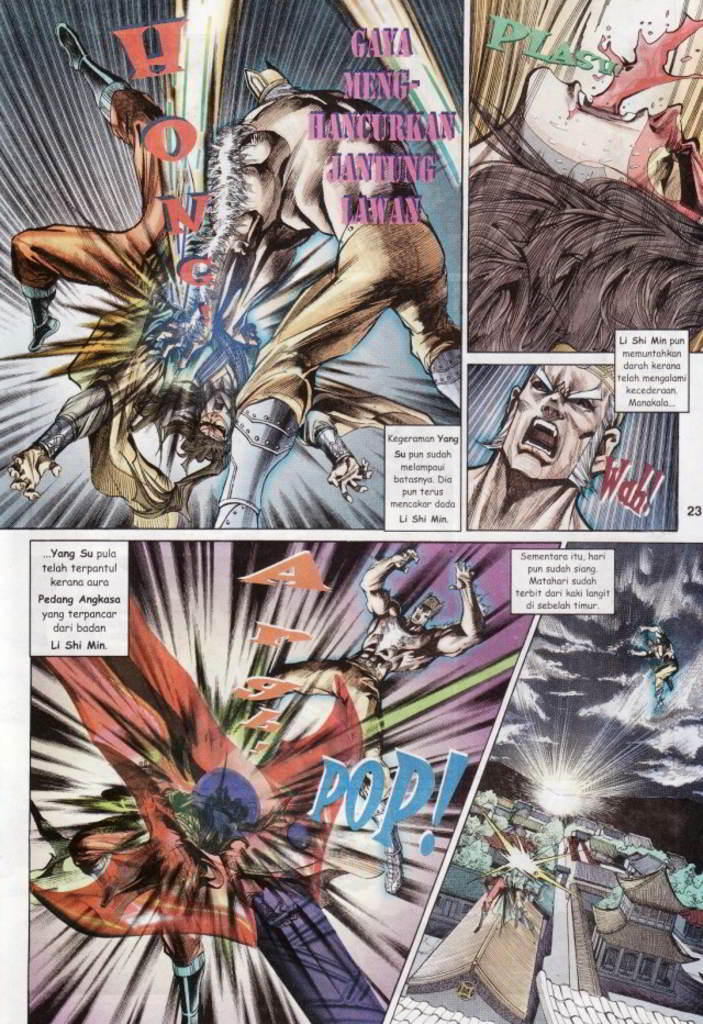 HONG!
GAYA
MENG-
HANCURKAN
JANTUNG
LAWAN
PLASH
Li Shi Min pun
memuntahkan
darah kerana
telah mengalami
kecederaan.
Manakala...
Kegeraman Yang
Su pun sudah
melampaui
batasnya. Dia
pun terus
mencakar dada
Li Shi Min.
Wah!
23
...Yang Su pula
telah terpantul
kerana aura
Pedang Angkasa
yang terpancar
dari badan
Li Shi Min.
ARGH!
POP!
Sementara itu, hari
pun sudah siang.
Matahari sudah
terbit dari kaki langit
di sebelah timur.